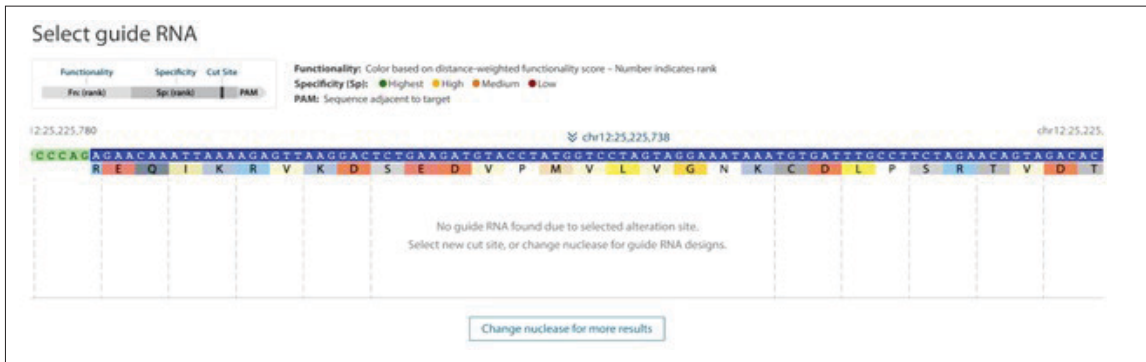 Select guide RNA
Functionality Specificity Cut Site
Fn: (rank) Sp: (rank) PAM
Functionality: Color based on distance-weighted functionality score – Number indicates rank
Specificity (Sp): Highest High Medium Low
PAM: Sequence adjacent to target
12:25,225,780 chr12:25,225,738 chr12:25,225,
CCCAGAGAACAAATTAAAAGAGTTAAGGACTCTGAAGATGTACCTATGGTCCTAGTAGGAAATAAATGTGATTTGCCTTCTAGAACAGTAGACAC
R E Q I K R V K D S E D V P M V L V G N K C D L P S R T V D T
No guide RNA found due to selected alteration site.
Select new cut site, or change nuclease for guide RNA designs.
Change nuclease for more results